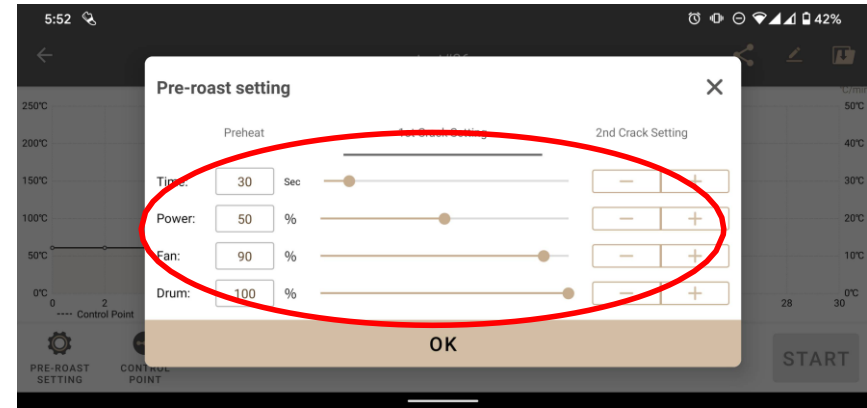 5:52
42%
Pre-roast setting
Preheat
1st Crack Setting
2nd Crack Setting
Time:
30
Sec
Power:
50
%
Fan:
90
%
Drum:
100
%
OK
250°C
200°C
150°C
100°C
50°C
0°C
0
2
---- Control Point
°C/min
50°C
40°C
30°C
20°C
10°C
0°C
28
30
PRE-ROAST
SETTING
CONTROL
POINT
START